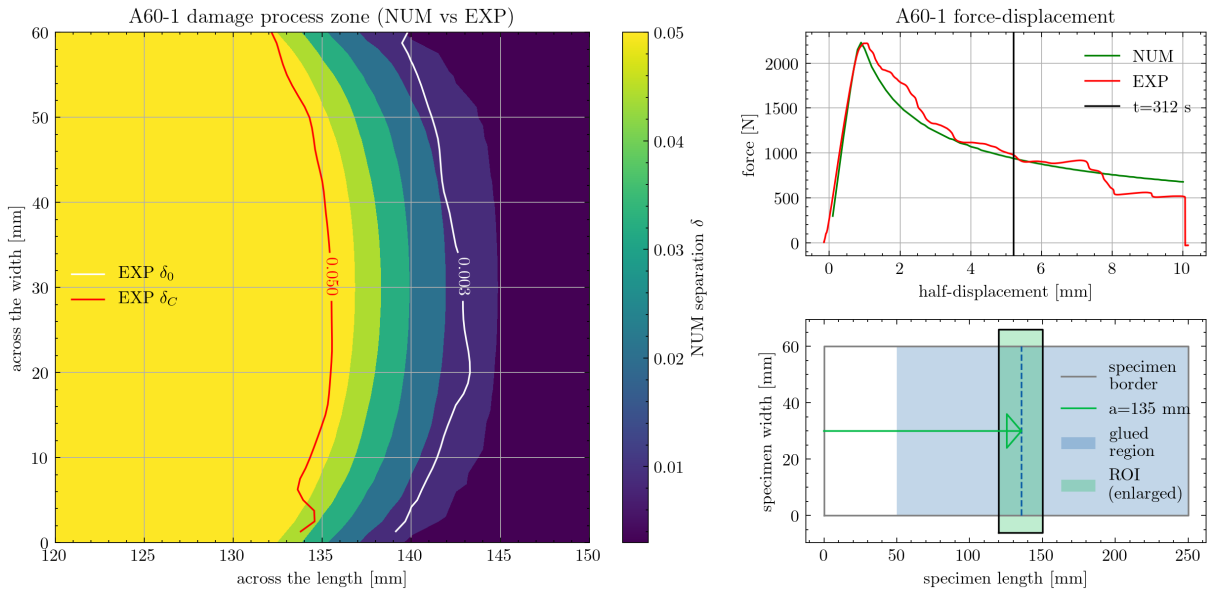 A60-1 damage process zone (NUM vs EXP)
60
50
40
30
20
10
0
across the width [mm]
EXP δ₀
EXP δ_C
0.050
0.003
120
125
130
135
140
145
150
across the length [mm]
0.05
0.04
0.03
0.02
0.01
NUM separation δ
A60-1 force-displacement
2000
1500
1000
500
0
force [N]
NUM
EXP
t=312 s
0
2
4
6
8
10
half-displacement [mm]
60
40
20
0
specimen width [mm]
specimen
border
a=135 mm
glued
region
ROI
(enlarged)
0
50
100
150
200
250
specimen length [mm]